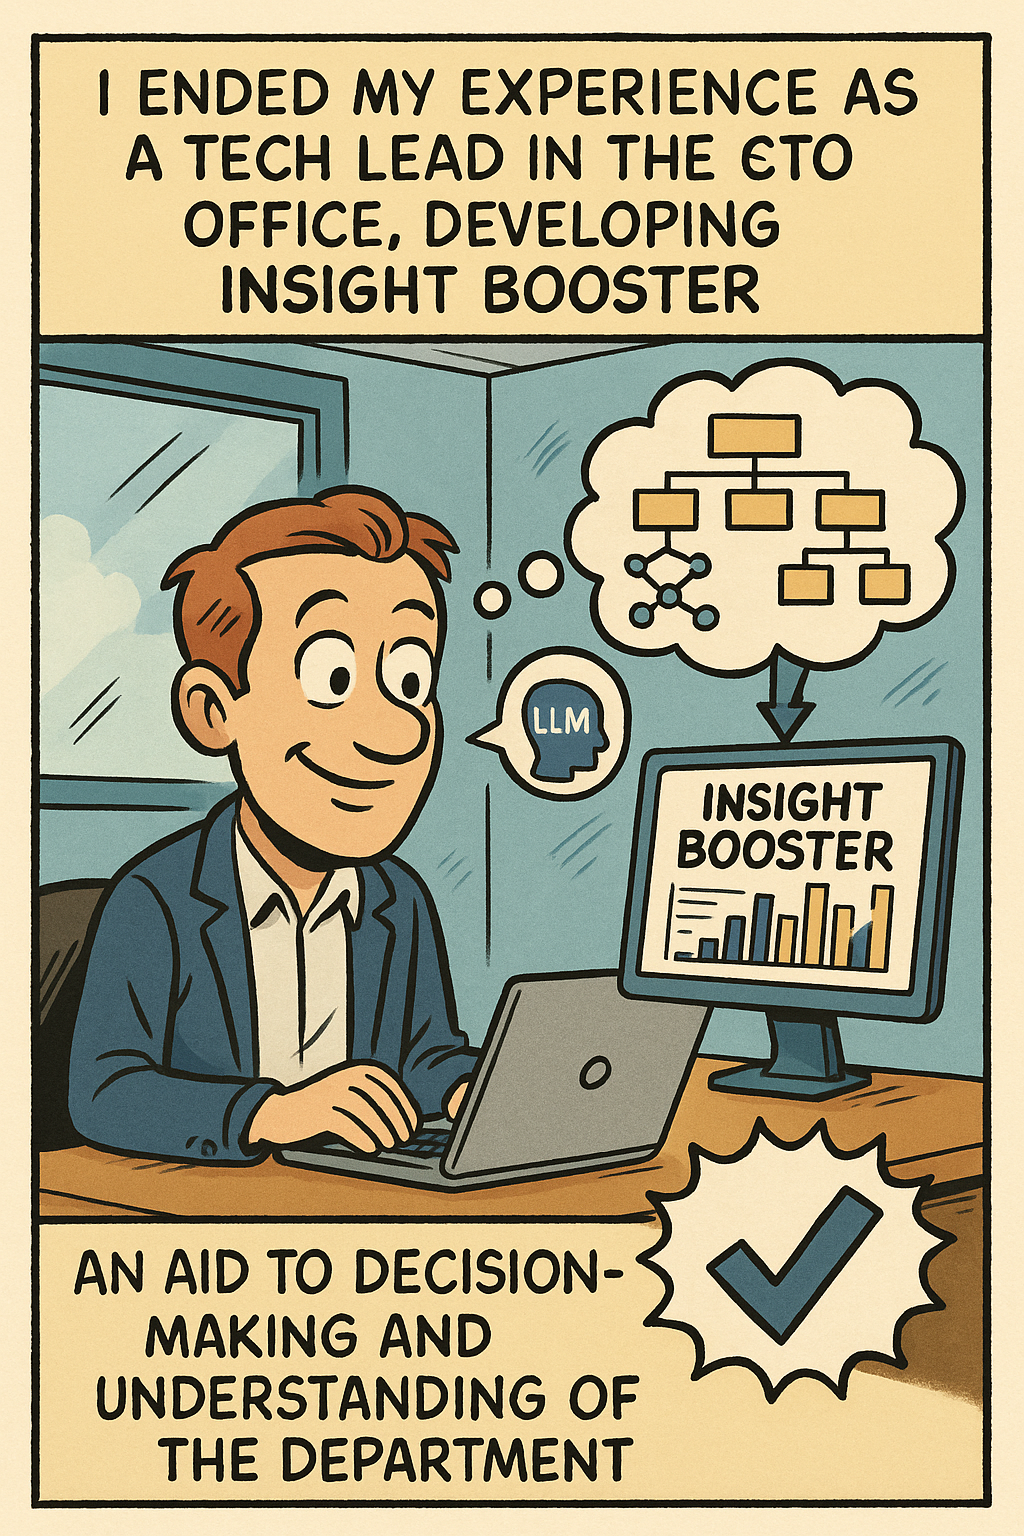 I ENDED MY EXPERIENCE AS
A TECH LEAD IN THE ЄTO
OFFICE, DEVELOPING
INSIGHT BOOSTER
LLM
INSIGHT
BOOSTER
AN AID TO DECISION-
MAKING AND
UNDERSTANDING OF
THE DEPARTMENT